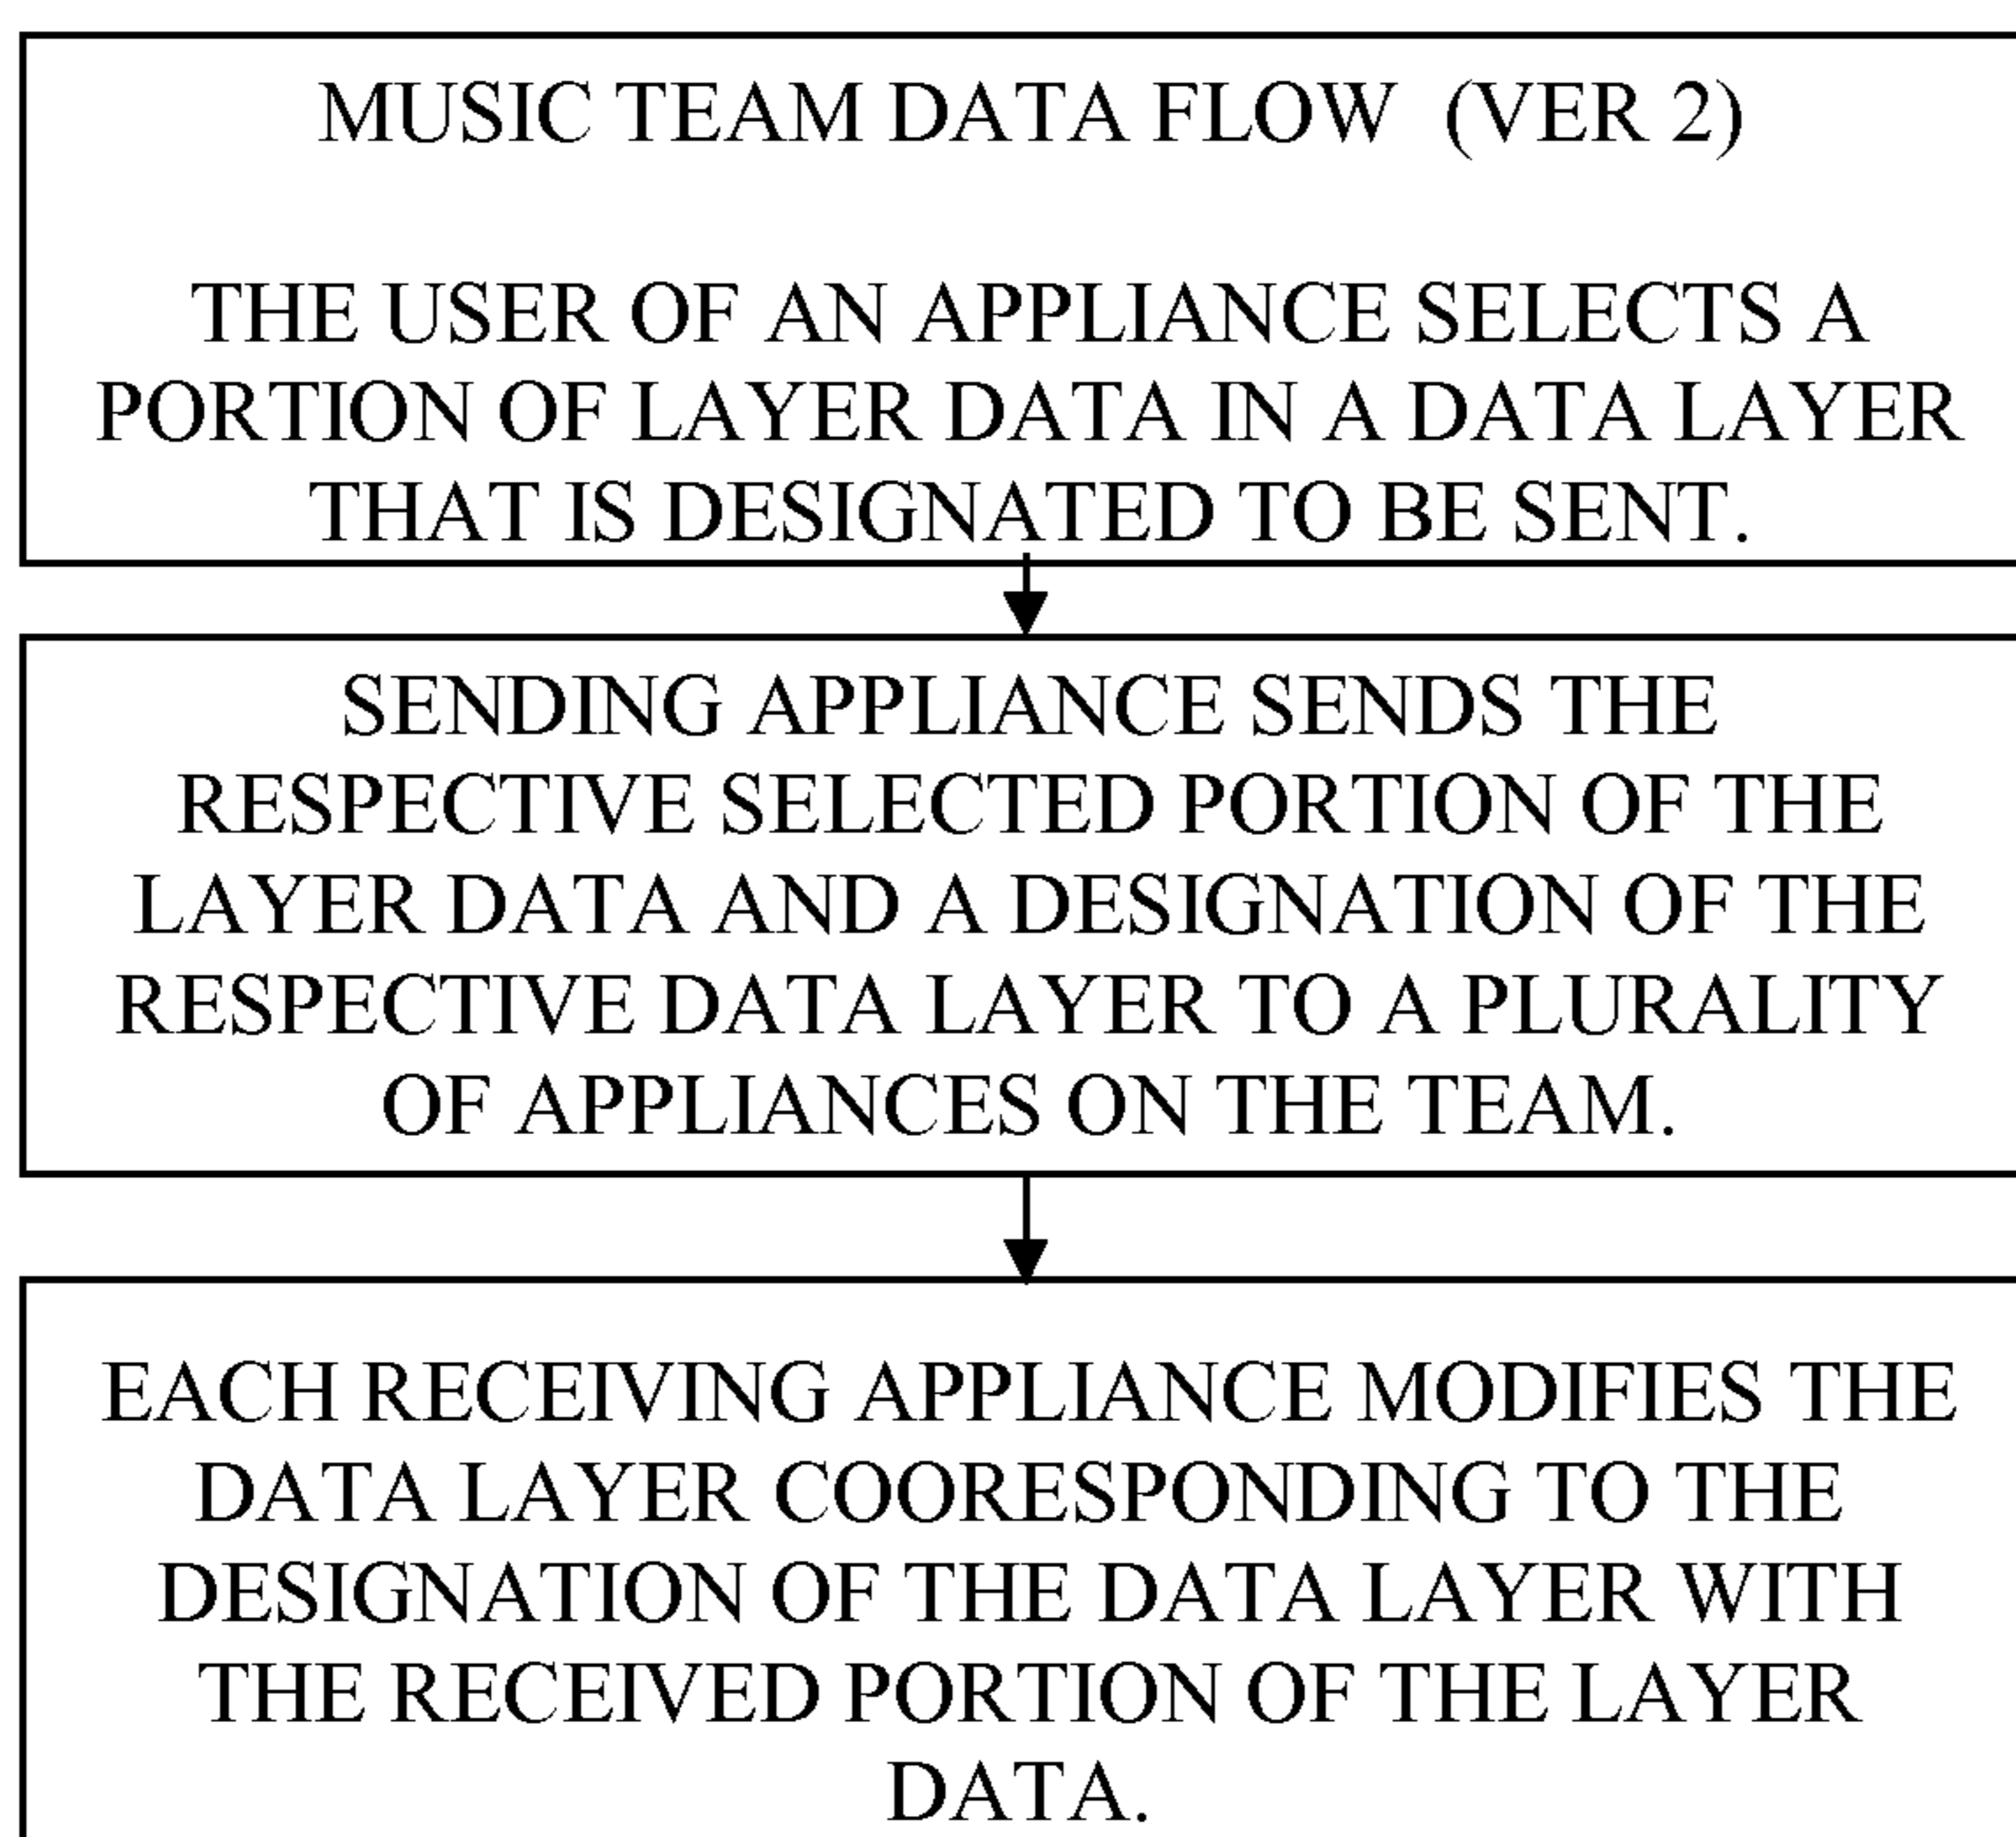 MUSIC TEAM DATA FLOW (VER 2)
THE USER OF AN APPLIANCE SELECTS A
PORTION OF LAYER DATA IN A DATA LAYER
THAT IS DESIGNATED TO BE SENT.
SENDING APPLIANCE SENDS THE
RESPECTIVE SELECTED PORTION OF THE
LAYER DATA AND A DESIGNATION OF THE
RESPECTIVE DATA LAYER TO A PLURALITY
OF APPLIANCES ON THE TEAM.
EACH RECEIVING APPLIANCE MODIFIES THE
DATA LAYER COORESPONDING TO THE
DESIGNATION OF THE DATA LAYER WITH
THE RECEIVED PORTION OF THE LAYER
DATA.